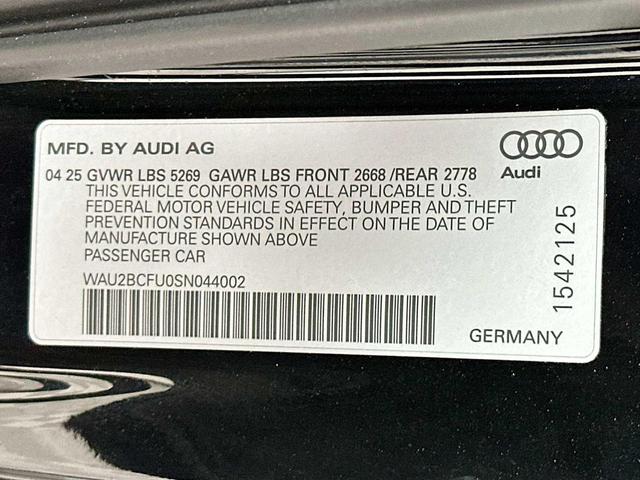 MFD. BY AUDI AG
Audi
04 25 GVWR LBS 5269 GAWR LBS FRONT 2668 /REAR 2778
THIS VEHICLE CONFORMS TO ALL APPLICABLE U.S.
FEDERAL MOTOR VEHICLE SAFETY, BUMPER AND THEFT
PREVENTION STANDARDS IN EFFECT ON THE DATE OF
MANUFACTURE SHOWN ABOVE
PASSENGER CAR
WAU2BCFU0SN044002
1542125
GERMANY